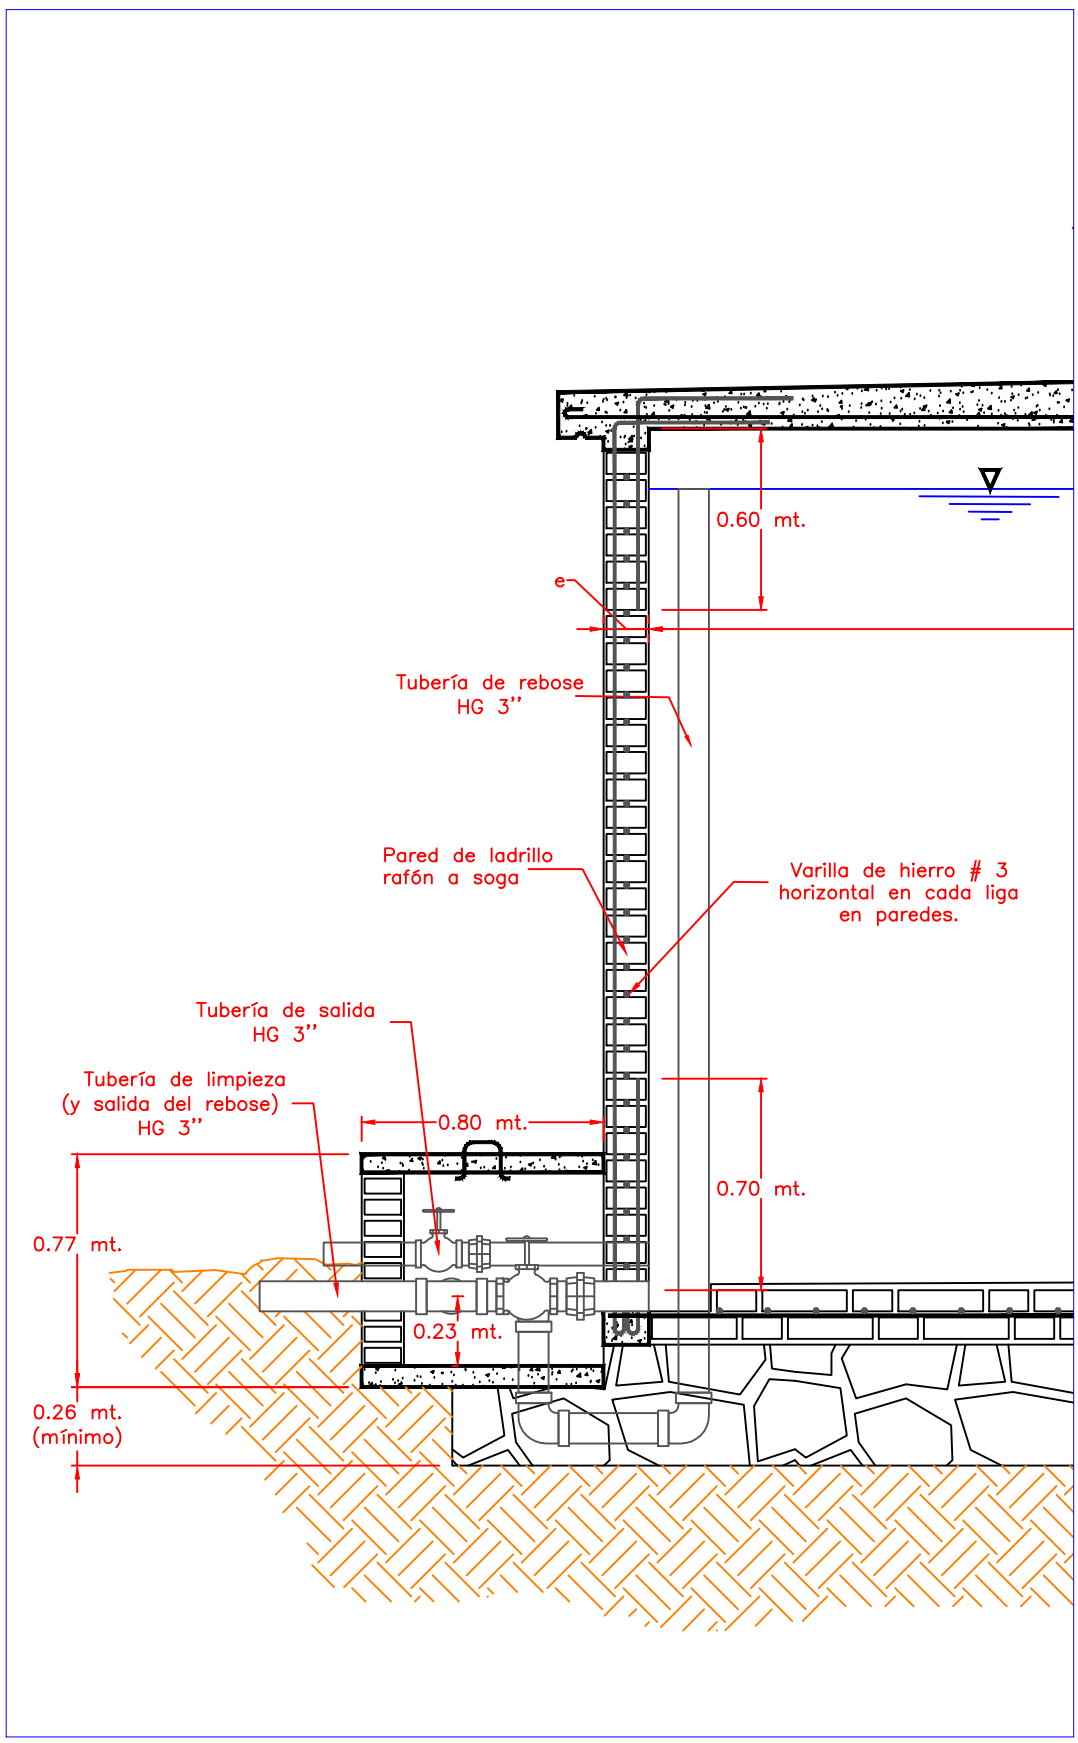 0.60 mt.
e
Tubería de rebose
HG 3’’
Pared de ladrillo
rafón a soga
Varilla de hierro # 3
horizontal en cada liga
en paredes.
Tubería de salida
HG 3’’
Tubería de limpieza
(y salida del rebose)
HG 3’’
0.80 mt.
0.70 mt.
0.77 mt.
0.23 mt.
0.26 mt.
(mínimo)